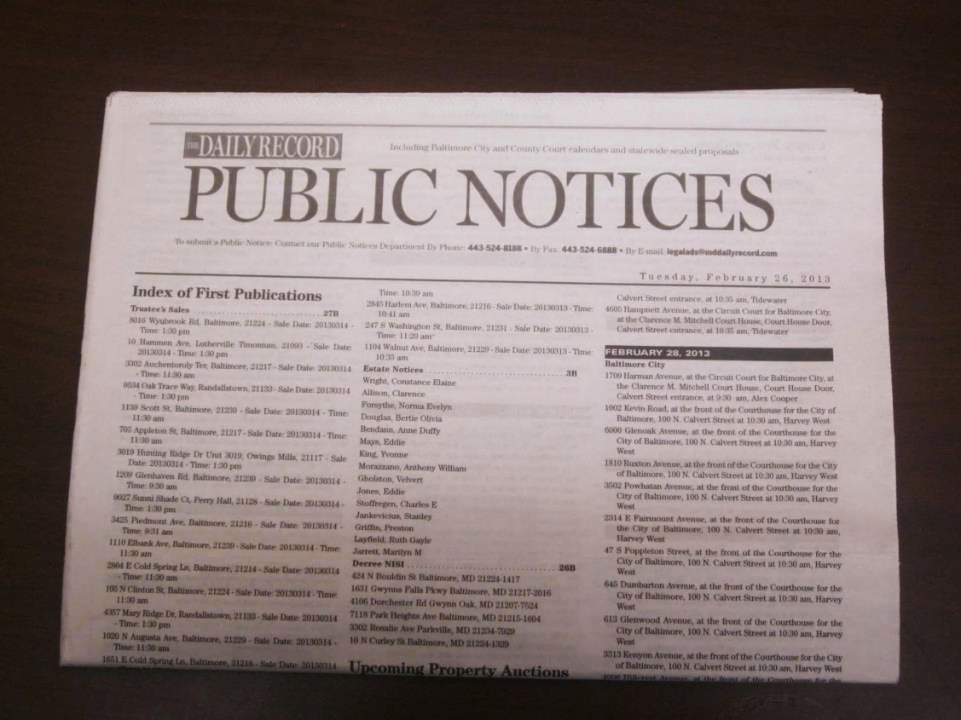 THE DAILY RECORD
Including Baltimore City and County Court calendars and statewide sealed proposals
PUBLIC NOTICES
To submit a Public Notice: Contact our Public Notices Department By Phone: 443-524-8188 • By Fax: 443-524-6888 • By E-mail: legalads@mddailyrecord.com
Tuesday, February 26, 2013
Index of First Publications
Trustee's Sales 27B
8016 Wynbrook Rd, Baltimore, 21224 - Sale Date: 20130314 -
Time: 1:30 pm
10 Hammen Ave, Lutherville Timonium, 21093 - Sale Date:
20130314 - Time: 1:30 pm
3302 Auchentoroly Ter, Baltimore, 21217 - Sale Date: 20130314
- Time: 11:30 am
9034 Oak Trace Way, Randallstown, 21133 - Sale Date: 20130314
- Time: 1:30 pm
1139 Scott St, Baltimore, 21230 - Sale Date: 20130314 - Time:
11:30 am
705 Appleton St, Baltimore, 21217 - Sale Date: 20130314 - Time:
11:30 am
3019 Hunting Ridge Dr Unit 3019, Owings Mills, 21117 - Sale
Date: 20130314 - Time: 1:30 pm
1209 Glenhaven Rd, Baltimore, 21239 - Sale Date: 20130314 -
Time: 9:30 am
9027 Sunni Shade Ct, Perry Hall, 21128 - Sale Date: 20130314 -
Time: 1:30 pm
3425 Piedmont Ave, Baltimore, 21216 - Sale Date: 20130314 -
Time: 9:31 am
1110 Elbank Ave, Baltimore, 21239 - Sale Date: 20130314 - Time:
11:30 am
2804 E Cold Spring Ln, Baltimore, 21214 - Sale Date: 20130314
- Time: 11:30 am
105 N Clinton St, Baltimore, 21224 - Sale Date: 20130314 - Time:
11:30 am
4357 Mary Ridge Dr, Randallstown, 21133 - Sale Date: 20130314
- Time: 1:30 pm
1020 N Augusta Ave, Baltimore, 21229 - Sale Date: 20130314 -
Time: 11:30 am
1651 E Cold Spring Ln, Baltimore, 21218 - Sale Date: 20130314
Time: 10:39 am
2845 Harlem Ave, Baltimore, 21216 - Sale Date: 20130313 - Time:
10:41 am
247 S Washington St, Baltimore, 21231 - Sale Date: 20130313 -
Time: 11:20 am
1104 Walnut Ave, Baltimore, 21229 - Sale Date: 20130313 - Time:
10:35 am
Estate Notices 3B
Wright, Constance Elaine
Allison, Clarence
Forsythe, Norma Evelyn
Douglas, Bertie Olivia
Bendann, Anne Duffy
Mays, Eddie
King, Yvonne
Morazzano, Anthony William
Gholston, Velvert
Jones, Eddie
Stoffregen, Charles E
Jankevicius, Stanley
Griffin, Preston
Layfield, Ruth Gayle
Jarrett, Marilyn M
Decree NISI 26B
424 N Bouldin St Baltimore, MD 21224-1417
1631 Gwynns Falls Pkwy Baltimore, MD 21217-2016
4106 Dorchester Rd Gwynn Oak, MD 21207-7524
7118 Park Heights Ave Baltimore, MD 21215-1604
3302 Rosalie Ave Parkville, MD 21234-7929
10 N Curley St Baltimore, MD 21224-1339
Upcoming Property Auctions
Calvert Street entrance, at 10:35 am, Tidewater
4605 Hampnett Avenue, at the Circuit Court for Baltimore City,
at the Clarence M. Mitchell Court House, Court House Door,
Calvert Street entrance, at 10:35 am, Tidewater
FEBRUARY 28, 2013
Baltimore City
1709 Harman Avenue, at the Circuit Court for Baltimore City, at
the Clarence M. Mitchell Court House, Court House Door,
Calvert Street entrance, at 9:30 am, Alex Cooper
1002 Kevin Road, at the front of the Courthouse for the City of
Baltimore, 100 N. Calvert Street at 10:30 am, Harvey West
6000 Glenoak Avenue, at the front of the Courthouse for the
City of Baltimore, 100 N. Calvert Street at 10:30 am, Harvey
West
1810 Ruxton Avenue, at the front of the Courthouse for the City
of Baltimore, 100 N. Calvert Street at 10:30 am, Harvey West
3502 Powhatan Avenue, at the front of the Courthouse for the
City of Baltimore, 100 N. Calvert Street at 10:30 am, Harvey
West
2314 E Fairmount Avenue, at the front of the Courthouse for
the City of Baltimore, 100 N. Calvert Street at 10:30 am,
Harvey West
47 S Poppleton Street, at the front of the Courthouse for the
City of Baltimore, 100 N. Calvert Street at 10:30 am, Harvey
West
645 Dumbarton Avenue, at the front of the Courthouse for the
City of Baltimore, 100 N. Calvert Street at 10:30 am, Harvey
West
613 Glenwood Avenue, at the front of the Courthouse for the
City of Baltimore, 100 N. Calvert Street at 10:30 am, Harvey
West
3313 Kenyon Avenue, at the front of the Courthouse for the City
of Baltimore, 100 N. Calvert Street at 10:30 am, Harvey West
Avenue, at the front of the Courthouse for the